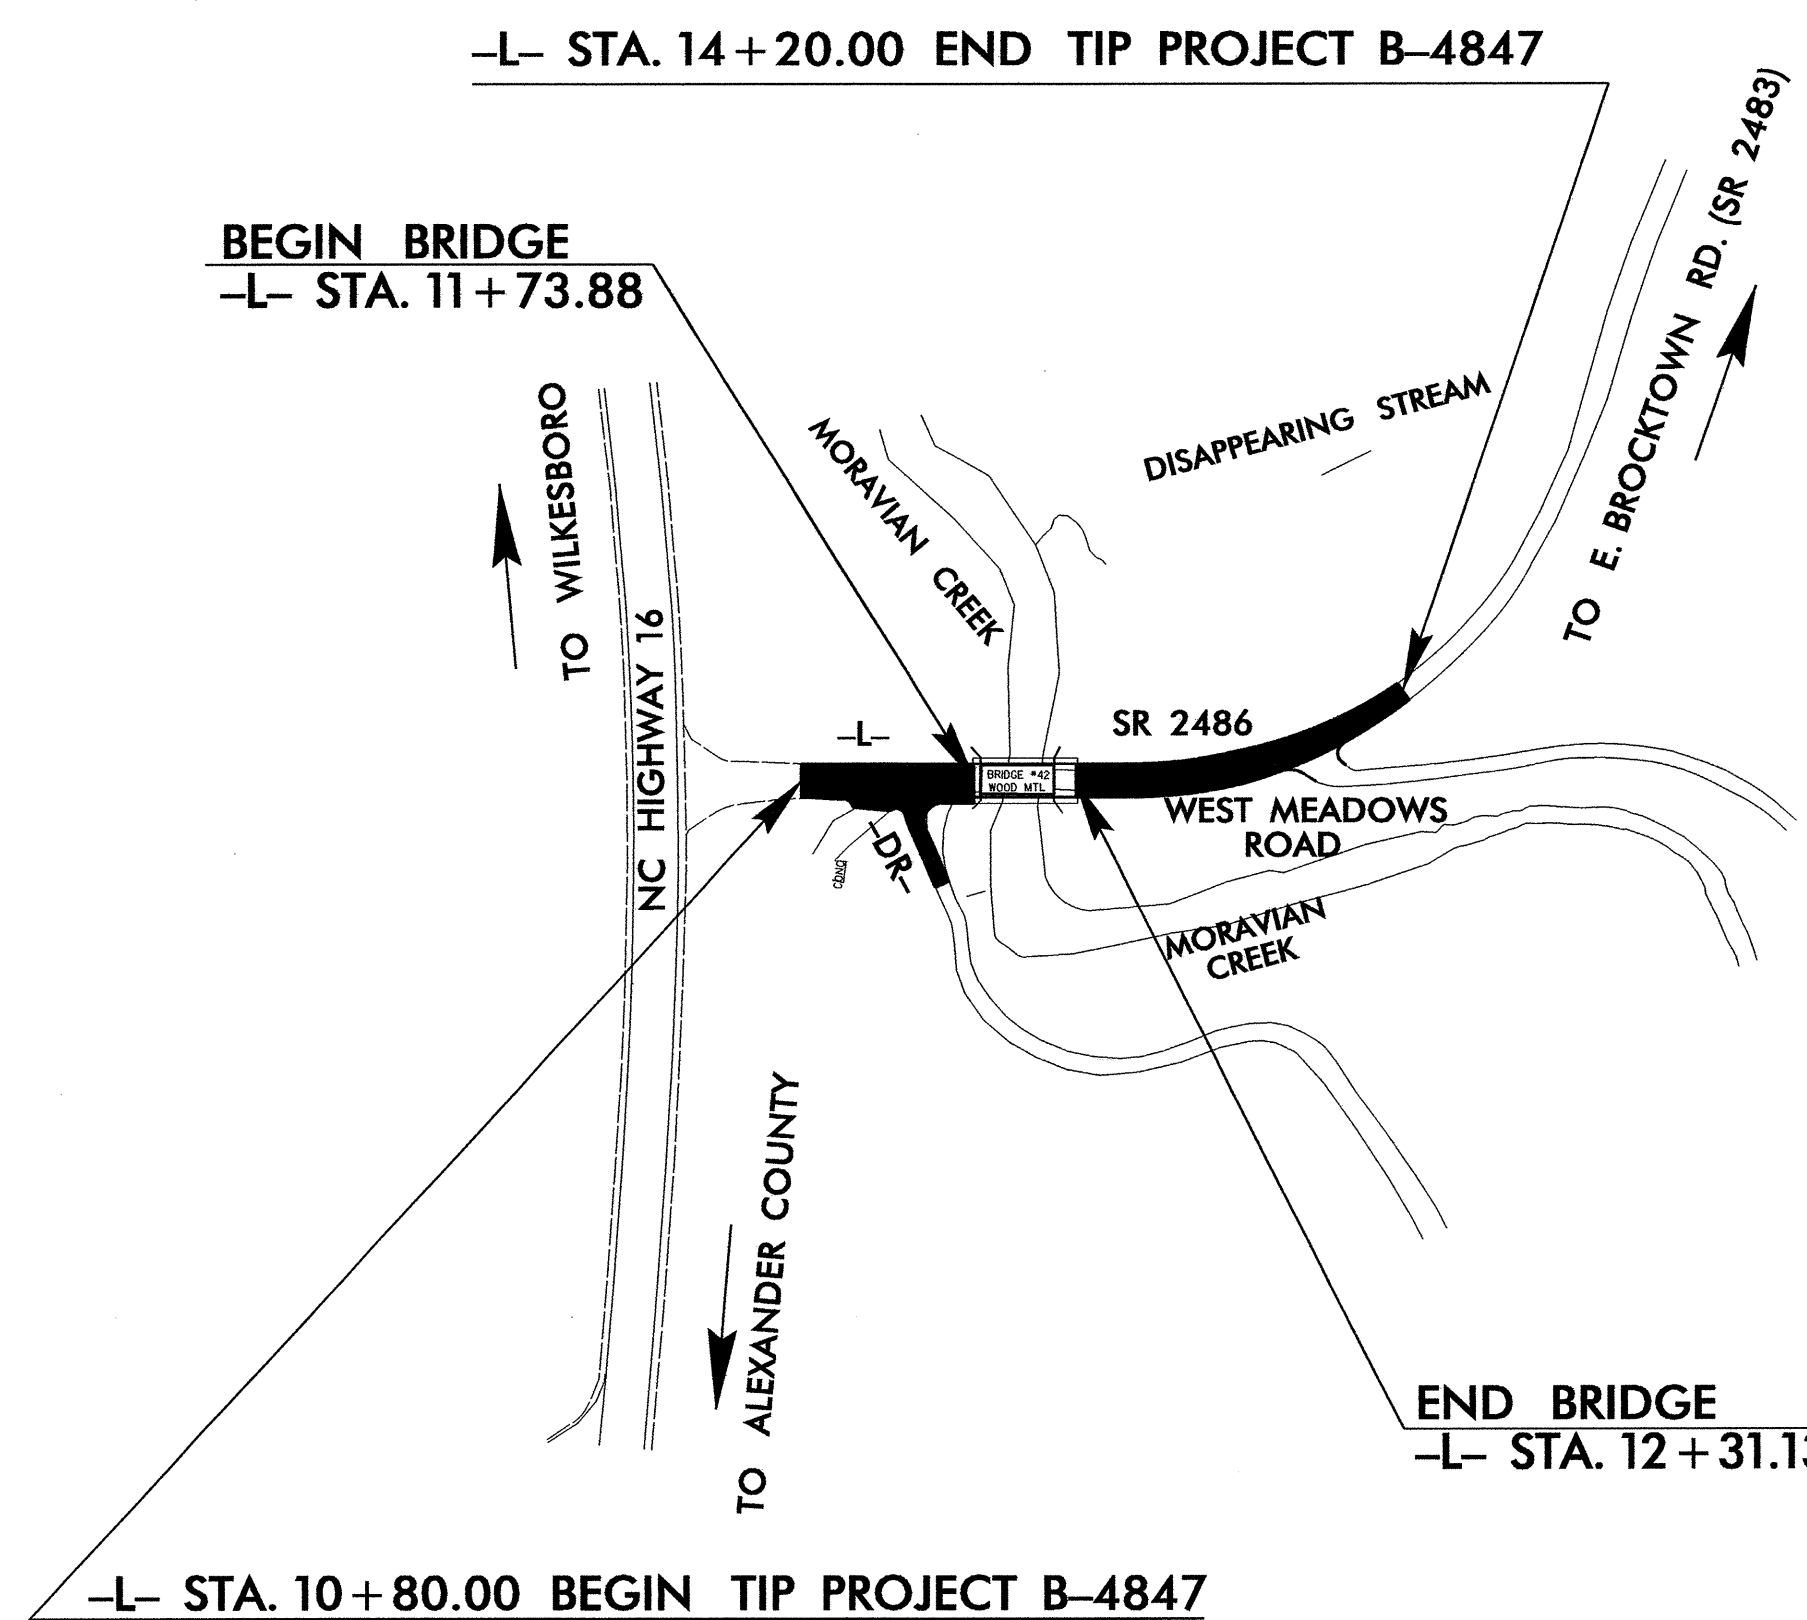 -L- STA. 14+20.00 END TIP PROJECT B-4847
BEGIN BRIDGE
-L- STA. 11+73.88
TO E. BROCKTOWN RD. (SR 2483)
TO WILKESBORO
NC HIGHWAY 16
MORAVIAN CREEK
DISAPPEARING STREAM
-L-
SR 2486
BRIDGE #42
WOOD MTL
WEST MEADOWS
ROAD
-DR-
MORAVIAN
CREEK
TO ALEXANDER COUNTY
END BRIDGE
-L- STA. 12+31.13
-L- STA. 10+80.00 BEGIN TIP PROJECT B-4847